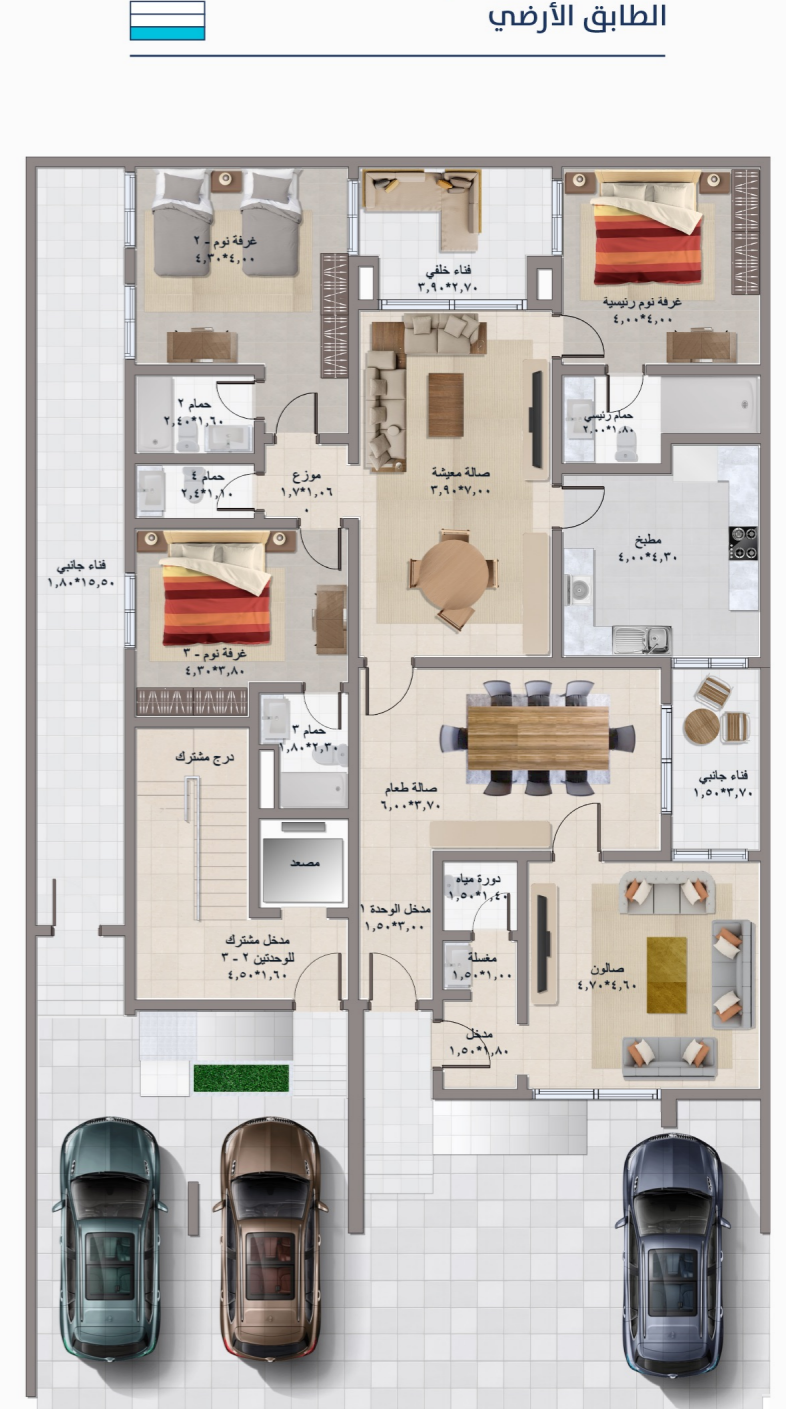 الطابق الأرضي
غرفة نوم - ٢
٤,٣٠*٤,٠٠
فناء خلفي
٣,٩٠*٢,٧٠
غرفة نوم رئيسية
٤,٠٠*٤,٠٠
حمام ٢
٢,٤٠*١,٦٠
حمام رئيسي
٢,٠٠*١,٨٠
صالة معيشة
٣,٩٠*٧,٠٠
موزع
١,٧*١,٠٦
٠
حمام ٤
٢,٤*١,١٠
مطبخ
٤,٠٠*٤,٣٠
فناء جانبي
١,٨٠*١٥,٥٠
غرفة نوم - ٣
٤,٣٠*٣,٨٠
حمام ٣
١,٨٠*٢,٣٠
درج مشترك
صالة طعام
٦,٠٠*٣,٧٠
فناء جانبي
١,٥٠*٣,٧٠
مصعد
دورة مياه
١,٥٠*١,٤٠
مدخل الوحدة ١
١,٥٠*٣,٠٠
مدخل مشترك
للوحدتين ٢ - ٣
٤,٥٠*١,٦٠
مغسلة
١,٥٠*١,٠٠
صالون
٤,٧٠*٤,٦٠
مدخل
١,٥٠*١,٨٠